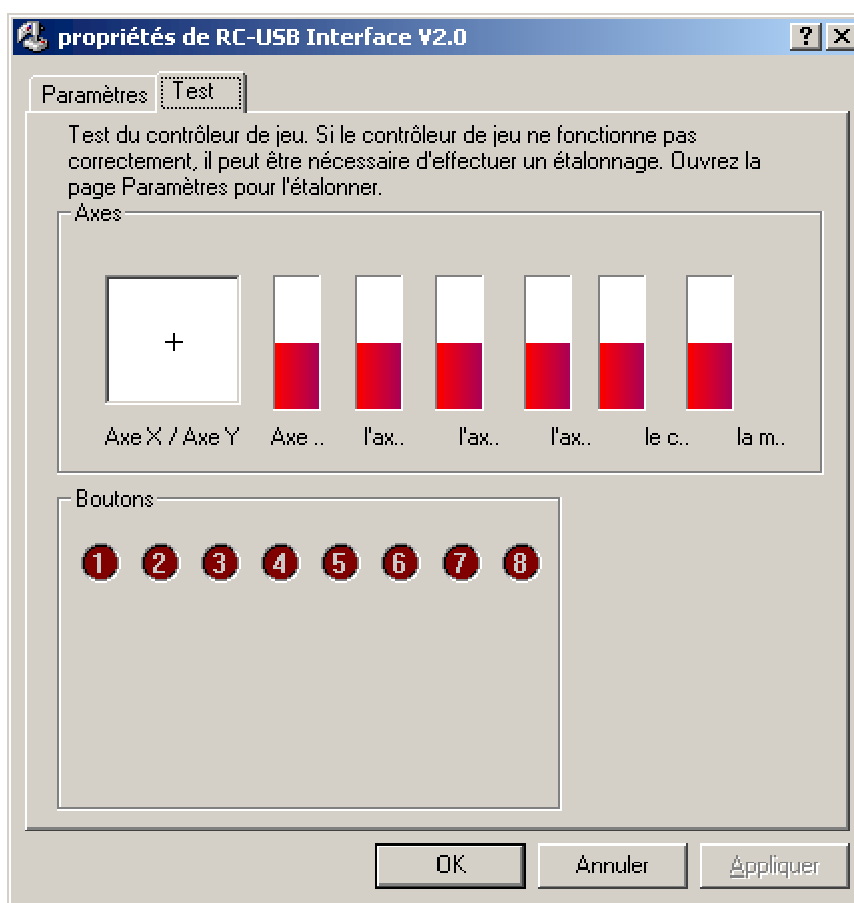 propriétés de RC-USB Interface V2.0
Paramètres Test
Test du contrôleur de jeu. Si le contrôleur de jeu ne fonctionne pas
correctement, il peut être nécessaire d'effectuer un étalonnage. Ouvrez la
page Paramètres pour l'étalonner.
Axes
Axe X / Axe Y Axe .. l'ax.. l'ax.. l'ax.. le c.. la m..
Boutons
1 2 3 4 5 6 7 8
OK Annuler Appliquer